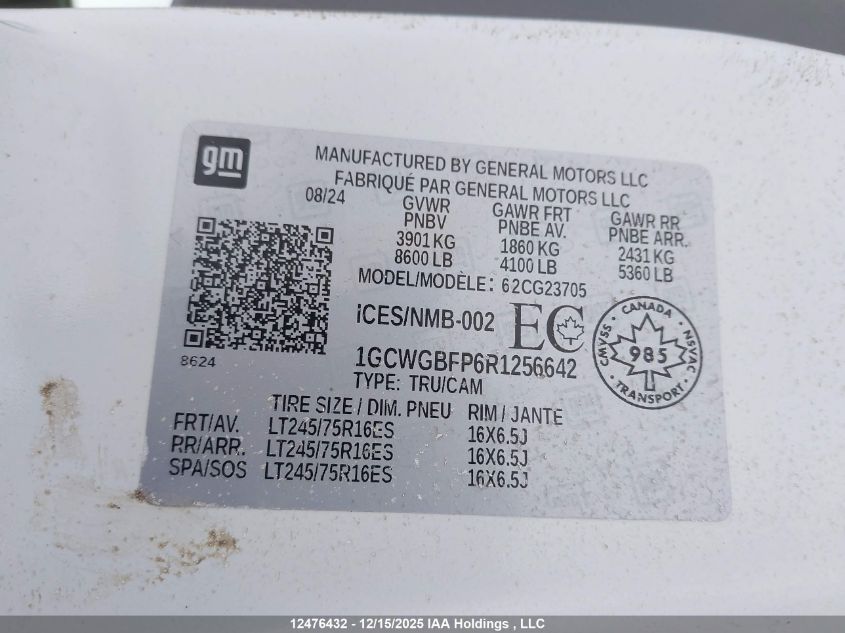 gm
MANUFACTURED BY GENERAL MOTORS LLC
FABRIQUÉ PAR GENERAL MOTORS LLC
08/24
GVWR GAWR FRT GAWR RR
PNBV PNBE AV. PNBE ARR.
3901 KG 1860 KG 2431 KG
8600 LB 4100 LB 5360 LB
MODEL/MODÈLE: 62CG23705
iCES/NMB-002 EC
CANADA
CMVSS 985 NSVAC
TRANSPORT
8624
1GCWGBFP6R1256642
TYPE: TRU/CAM
TIRE SIZE / DIM. PNEU RIM / JANTE
FRT/AV. LT245/75R16ES 16X6.5J
RR/ARR. LT245/75R16ES 16X6.5J
SPA/SOS LT245/75R16ES 16X6.5J
12476432 - 12/15/2025 IAA Holdings , LLC